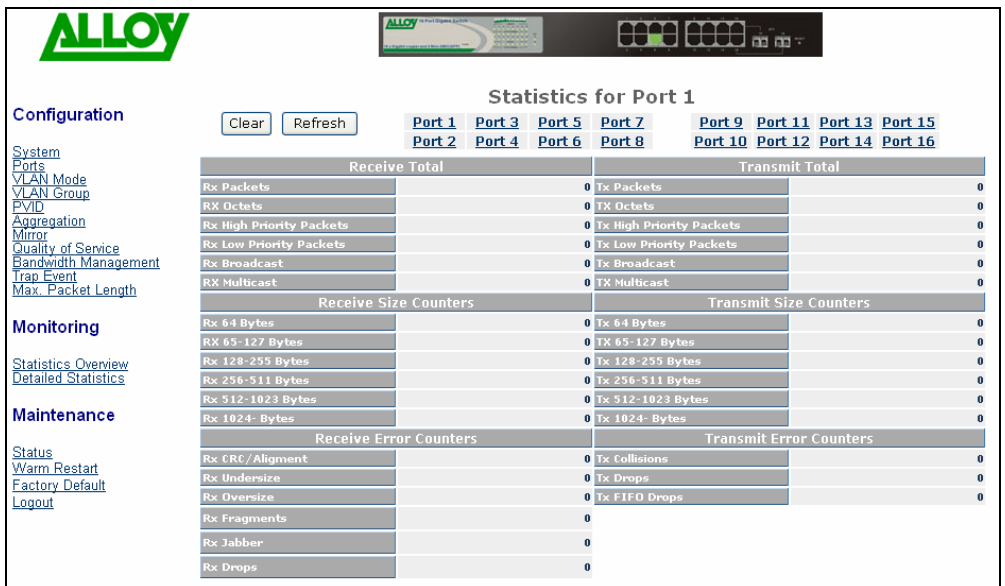 ALLOY
ALLOY 16-Port Gigabit Switch
Statistics for Port 1
Configuration
Clear
Refresh
Port 1 Port 3 Port 5 Port 7 Port 9 Port 11 Port 13 Port 15
Port 2 Port 4 Port 6 Port 8 Port 10 Port 12 Port 14 Port 16
System
Ports
VLAN Mode
VLAN Group
PVID
Aggregation
Mirror
Quality of Service
Bandwidth Management
Trap Event
Max. Packet Length
Monitoring
Statistics Overview
Detailed Statistics
Maintenance
Status
Warm Restart
Factory Default
Logout
Receive Total Transmit Total
Rx Packets 0 Tx Packets 0
RX Octets 0 TX Octets 0
Rx High Priority Packets 0 Tx High Priority Packets 0
Rx Low Priority Packets 0 Tx Low Priority Packets 0
Rx Broadcast 0 Tx Broadcast 0
RX Multicast 0 TX Multicast 0
Receive Size Counters Transmit Size Counters
Rx 64 Bytes 0 Tx 64 Bytes 0
RX 65-127 Bytes 0 TX 65-127 Bytes 0
Rx 128-255 Bytes 0 Tx 128-255 Bytes 0
Rx 256-511 Bytes 0 Tx 256-511 Bytes 0
Rx 512-1023 Bytes 0 Tx 512-1023 Bytes 0
Rx 1024- Bytes 0 Tx 1024- Bytes 0
Receive Error Counters Transmit Error Counters
Rx CRC/Aligment 0 Tx Collisions 0
Rx Undersize 0 Tx Drops 0
Rx Oversize 0 Tx FIFO Drops 0
Rx Fragments 0
Rx Jabber 0
Rx Drops 0